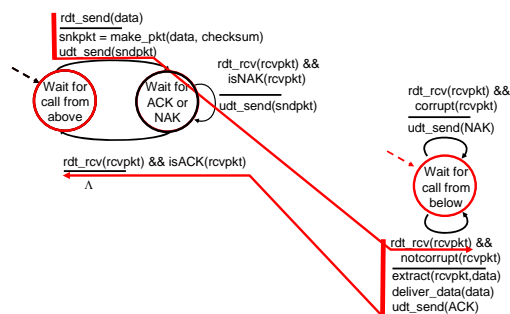 rdt_send(data)
snkpkt = make_pkt(data, checksum)
udt_send(sndpkt)
Wait for
call from
above
Wait for
ACK or
NAK
rdt_rcv(rcvpkt) &&
isNAK(rcvpkt)
udt_send(sndpkt)
rdt_rcv(rcvpkt) && isACK(rcvpkt)
Λ
rdt_rcv(rcvpkt) &&
corrupt(rcvpkt)
udt_send(NAK)
Wait for
call from
below
rdt_rcv(rcvpkt) &&
notcorrupt(rcvpkt)
extract(rcvpkt,data)
deliver_data(data)
udt_send(ACK)